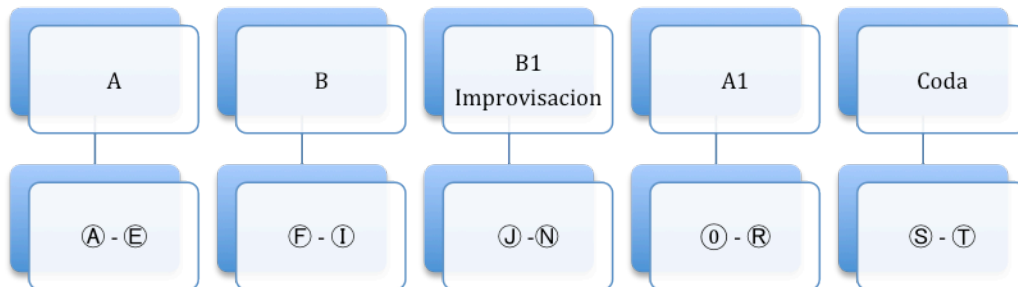 A
B
B1
Improvisacion
A1
Coda
Ⓐ - Ⓔ
Ⓕ - Ⓘ
Ⓙ -Ⓝ
⓪ - Ⓡ
Ⓢ - Ⓣ